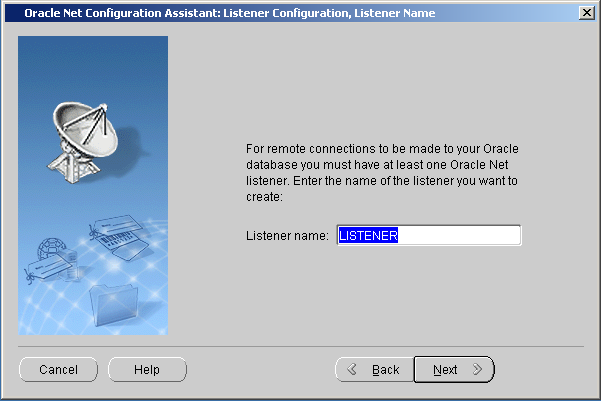 Oracle Net Configuration Assistant: Listener Configuration, Listener Name
For remote connections to be made to your Oracle
database you must have at least one Oracle Net
listener. Enter the name of the listener you want to
create:
Listener name: LISTENER
Cancel Help Back Next